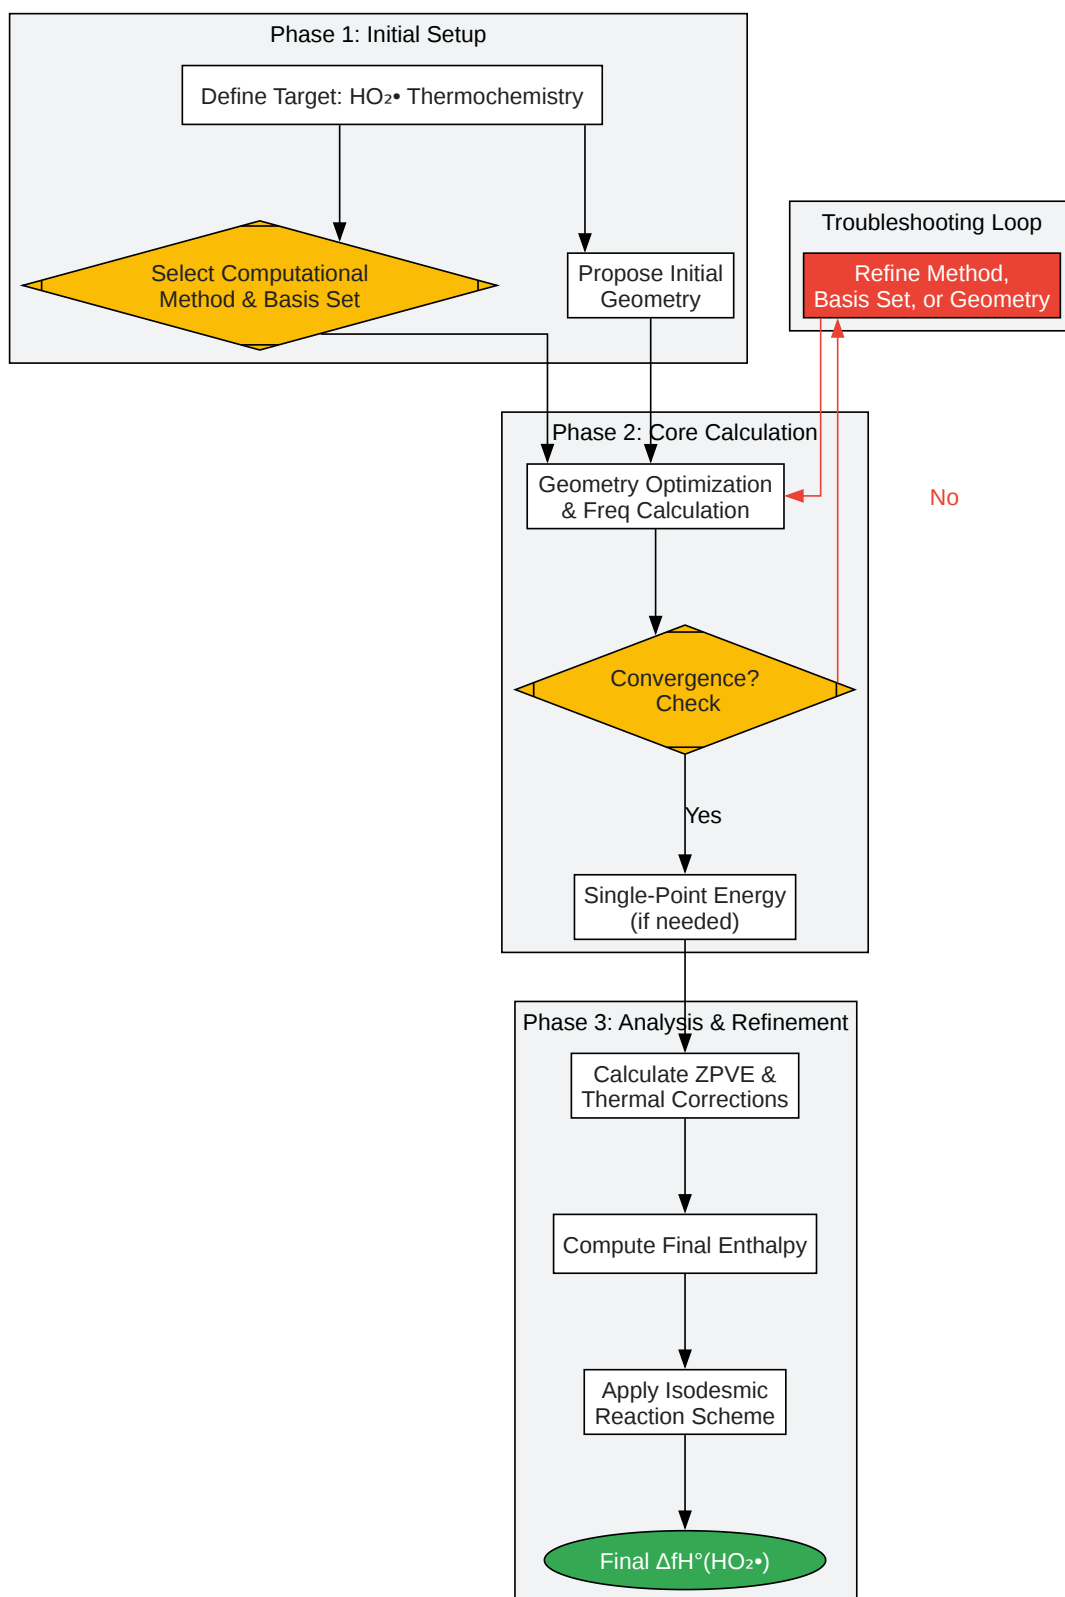 Phase 1: Initial Setup
Define Target: HO₂• Thermochemistry
Select Computational
Method & Basis Set
Propose Initial
Geometry
Troubleshooting Loop
Refine Method,
Basis Set, or Geometry
Phase 2: Core Calculation
Geometry Optimization
& Freq Calculation
No
Convergence?
Check
Yes
Single-Point Energy
(if needed)
Phase 3: Analysis & Refinement
Calculate ZPVE &
Thermal Corrections
Compute Final Enthalpy
Apply Isodesmic
Reaction Scheme
Final ΔfH°(HO₂•)